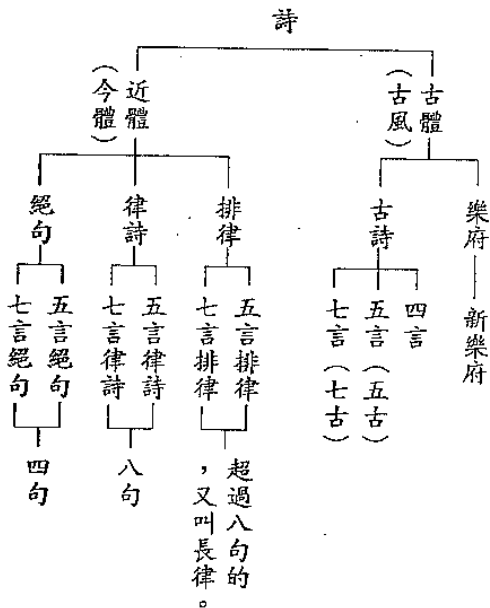 詩
古體
（古風）
樂府
新樂府
古詩
四言
五言（五古）
七言（七古）
近體
（今體）
排律
五言排律
七言排律
超過八句的
，又叫長律。
律詩
五言律詩
七言律詩
八句
絕句
五言絕句
七言絕句
四句